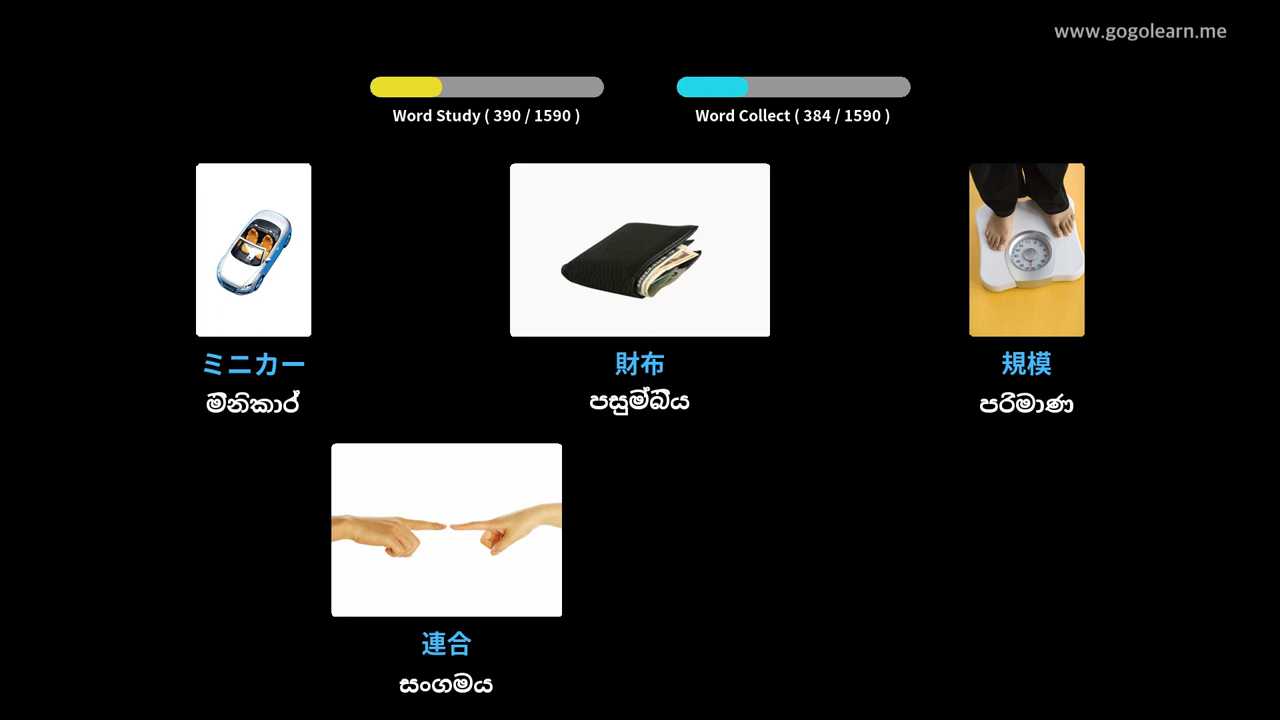 www.gogolearn.me
Word Study ( 390 / 1590 )
Word Collect ( 384 / 1590 )
ミニカー
මිනිකාර්
財布
පසුම්බිය
規模
පරිමාණ
連合
සංගමය